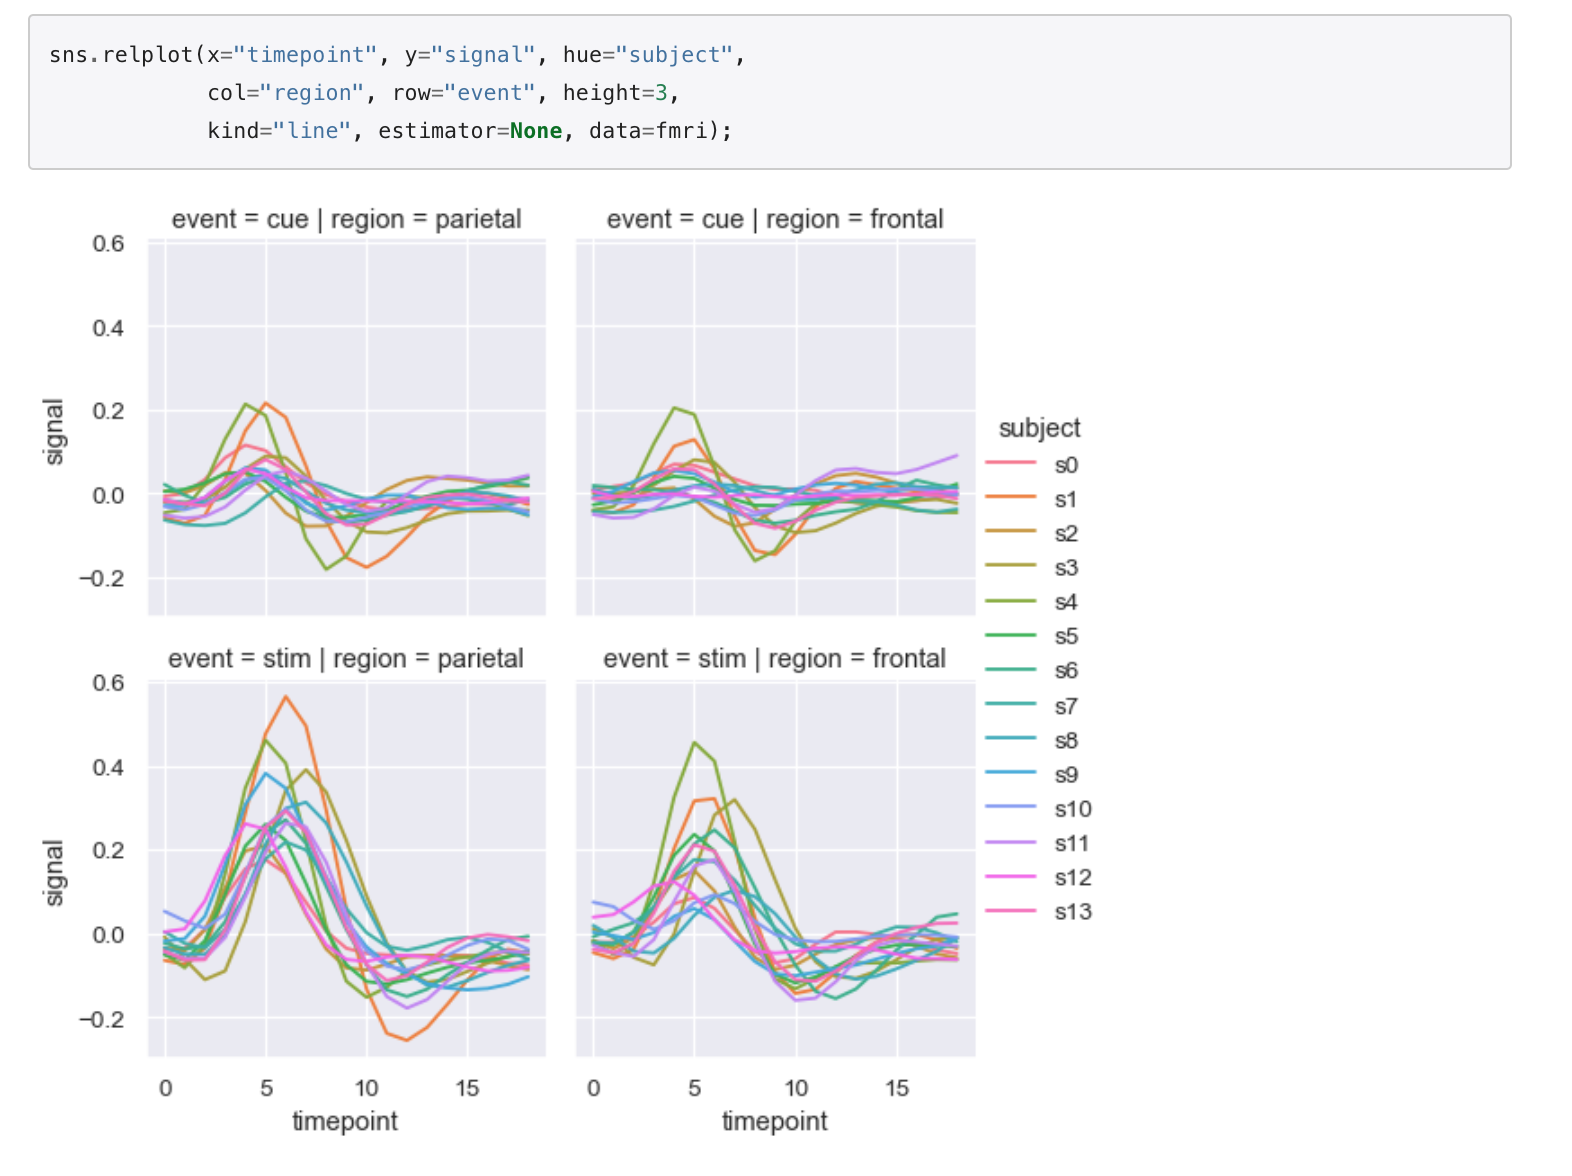 sns.relplot(x="timepoint", y="signal", hue="subject",
            col="region", row="event", height=3,
            kind="line", estimator=None, data=fmri);
event = cue | region = parietal
event = cue | region = frontal
0.6
0.4
0.2
0.0
−0.2
signal
event = stim | region = parietal
event = stim | region = frontal
0.6
0.4
0.2
0.0
−0.2
signal
0 5 10 15
timepoint
0 5 10 15
timepoint
subject
s0
s1
s2
s3
s4
s5
s6
s7
s8
s9
s10
s11
s12
s13